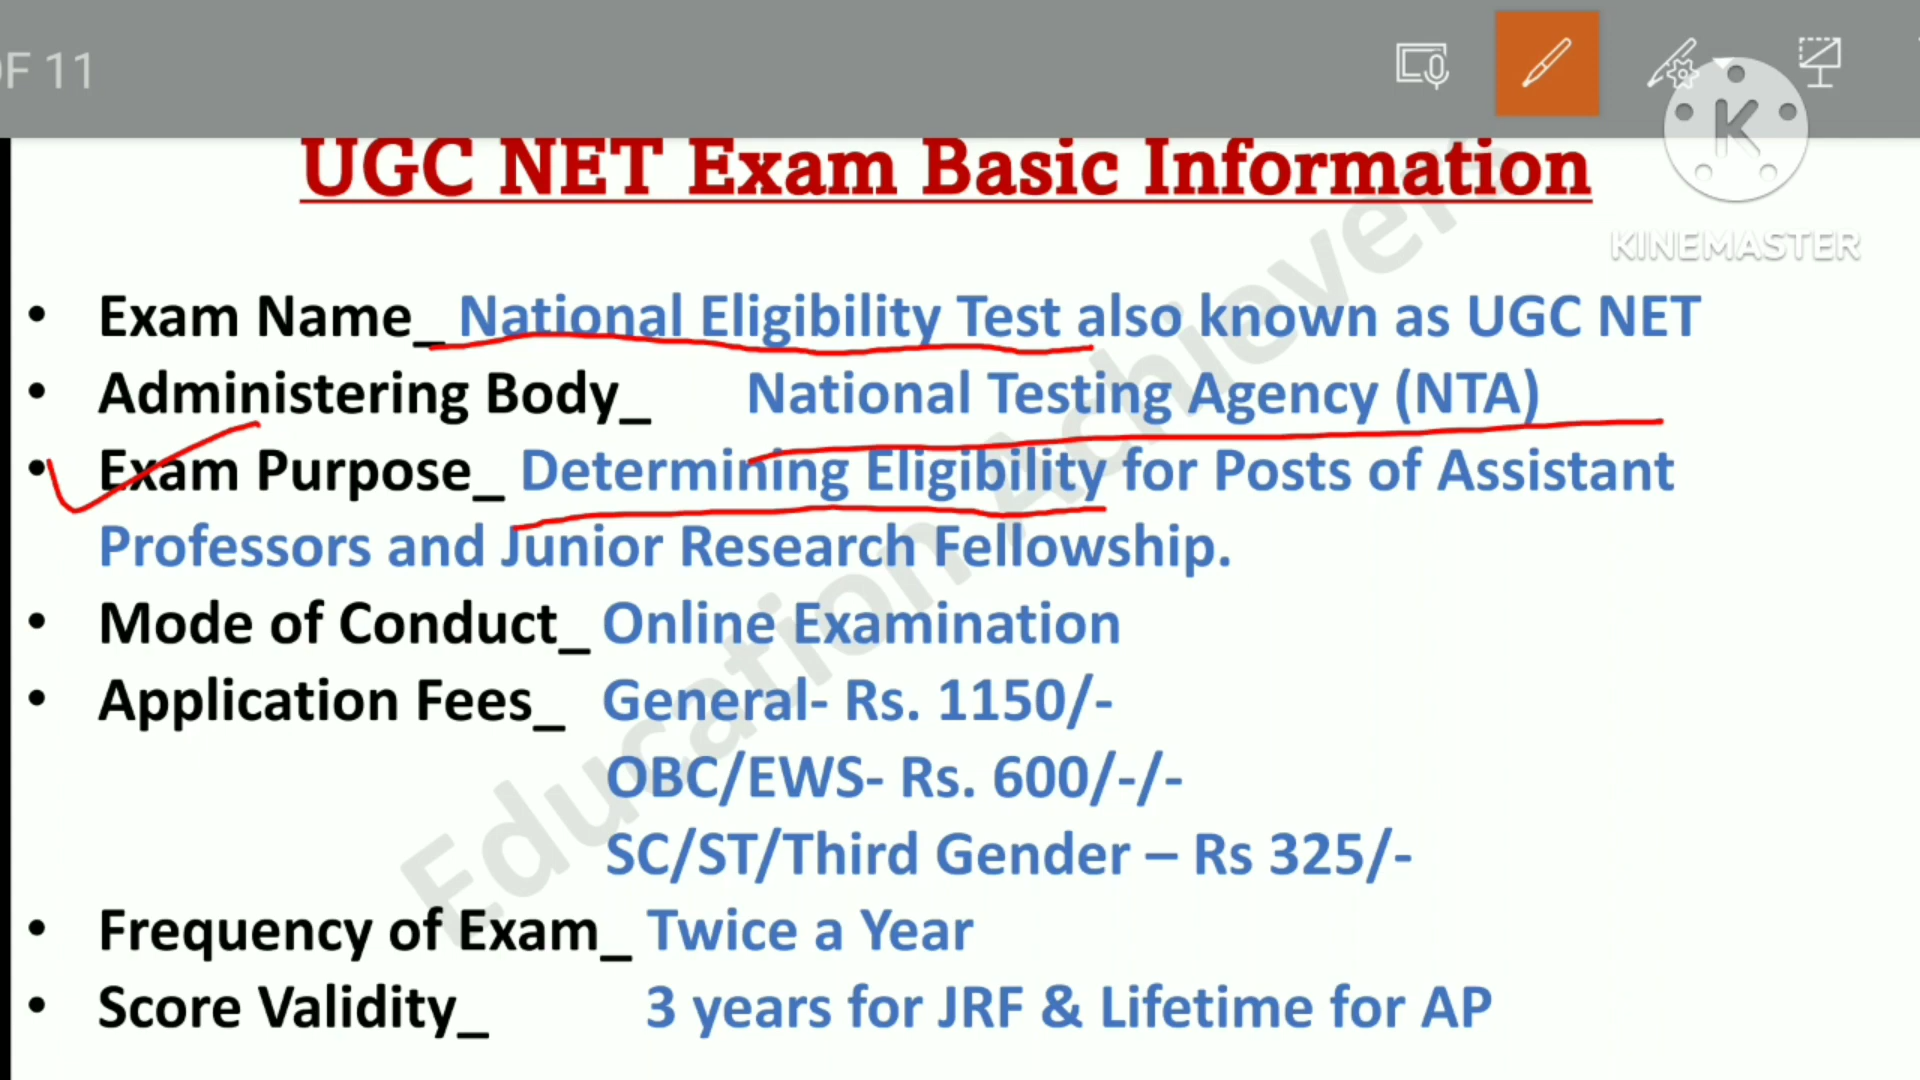 OF 11
K
KINEMASTER
UGC NET Exam Basic Information
• Exam Name_ National Eligibility Test also known as UGC NET
• Administering Body_ National Testing Agency (NTA)
• Exam Purpose_ Determining Eligibility for Posts of Assistant
Professors and Junior Research Fellowship.
• Mode of Conduct_ Online Examination
• Application Fees_ General- Rs. 1150/-
OBC/EWS- Rs. 600/-/-
SC/ST/Third Gender – Rs 325/-
• Frequency of Exam_ Twice a Year
• Score Validity_ 3 years for JRF & Lifetime for AP
Education Achievers